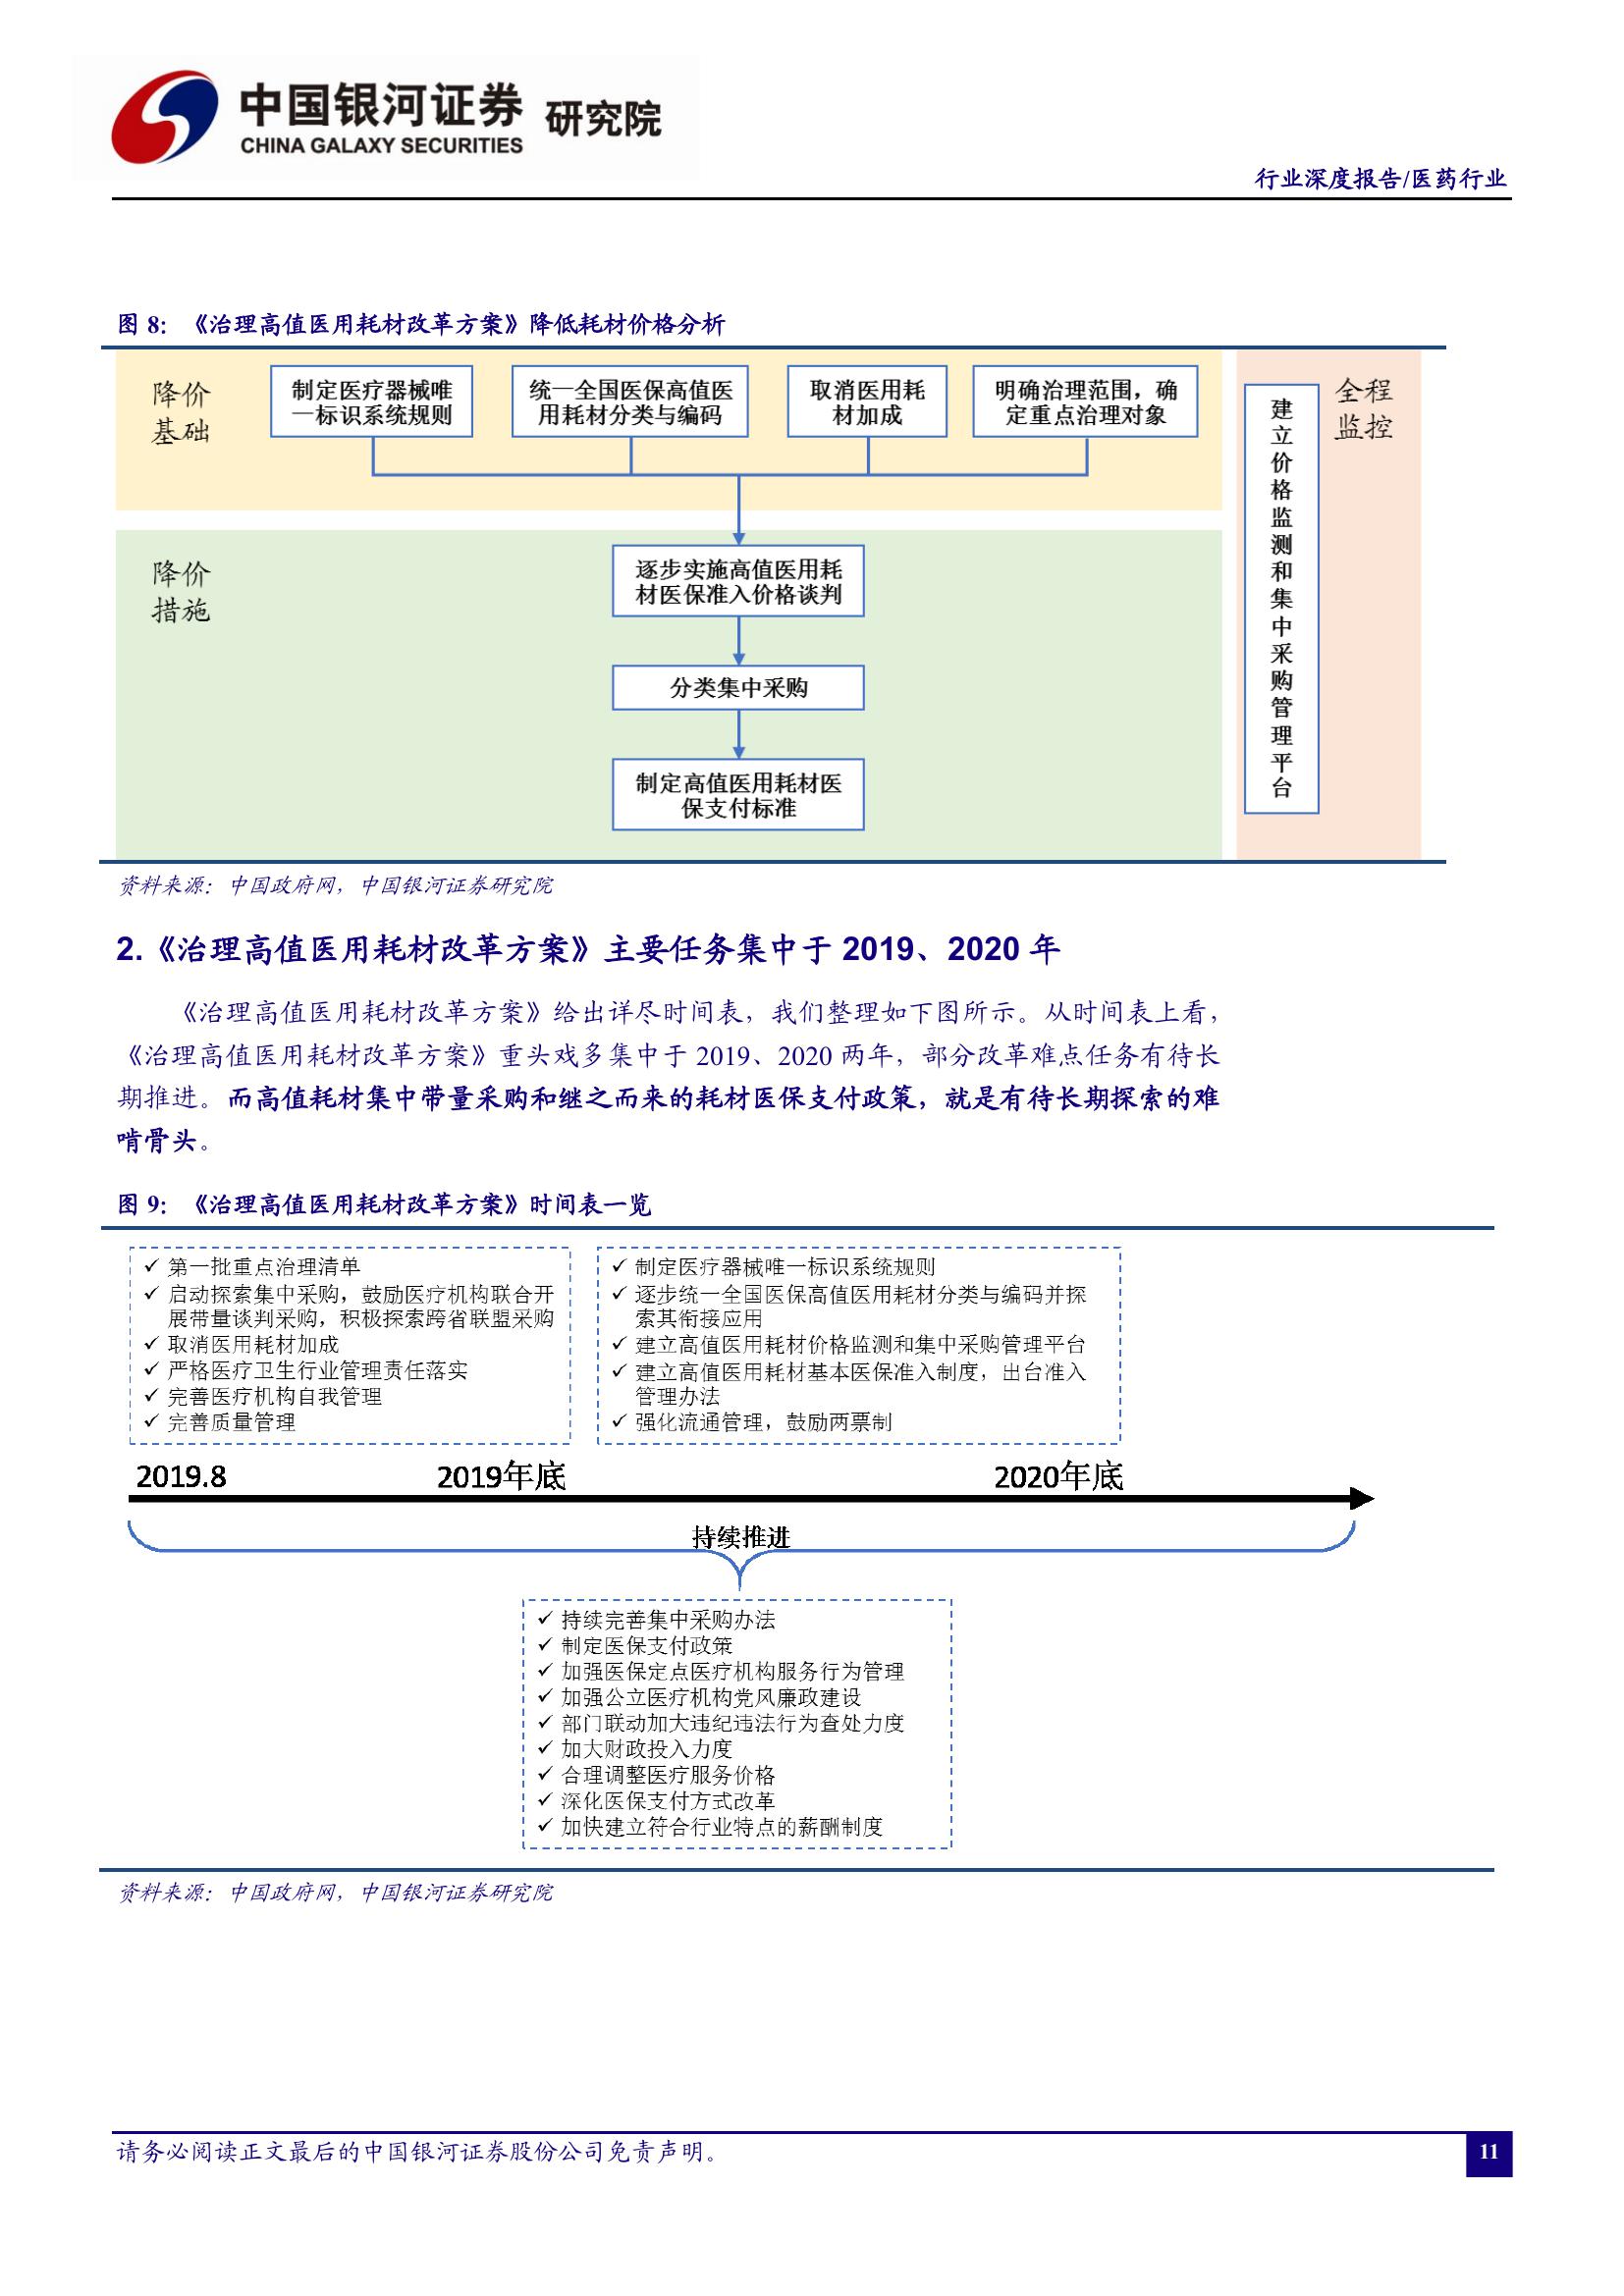 中国银河证券 研究院
CHINA GALAXY SECURITIES
行业深度报告/医药行业
图 8：《治理高值医用耗材改革方案》降低耗材价格分析
降价
基础
制定医疗器械唯
一标识系统规则
统一全国医保高值医
用耗材分类与编码
取消医用耗
材加成
明确治理范围，确
定重点治理对象
降价
措施
逐步实施高值医用耗
材医保准入价格谈判
分类集中采购
制定高值医用耗材医
保支付标准
建立价格监测和集中采购管理平台
全程
监控
资料来源：中国政府网，中国银河证券研究院
2.《治理高值医用耗材改革方案》主要任务集中于 2019、2020 年
《治理高值医用耗材改革方案》给出详尽时间表，我们整理如下图所示。从时间表上看，
《治理高值医用耗材改革方案》重头戏多集中于 2019、2020 两年，部分改革难点任务有待长
期推进。而高值耗材集中带量采购和继之而来的耗材医保支付政策，就是有待长期探索的难
啃骨头。
图 9：《治理高值医用耗材改革方案》时间表一览
✓ 第一批重点治理清单
✓ 启动探索集中采购，鼓励医疗机构联合开
展带量谈判采购，积极探索跨省联盟采购
✓ 取消医用耗材加成
✓ 严格医疗卫生行业管理责任落实
✓ 完善医疗机构自我管理
✓ 完善质量管理
✓ 制定医疗器械唯一标识系统规则
✓ 逐步统一全国医保高值医用耗材分类与编码并探
索其衔接应用
✓ 建立高值医用耗材价格监测和集中采购管理平台
✓ 建立高值医用耗材基本医保准入制度，出台准入
管理办法
✓ 强化流通管理，鼓励两票制
2019.8
2019年底
2020年底
持续推进
✓ 持续完善集中采购办法
✓ 制定医保支付政策
✓ 加强医保定点医疗机构服务行为管理
✓ 加强公立医疗机构党风廉政建设
✓ 部门联动加大违纪违法行为查处力度
✓ 加大财政投入力度
✓ 合理调整医疗服务价格
✓ 深化医保支付方式改革
✓ 加快建立符合行业特点的薪酬制度
资料来源：中国政府网，中国银河证券研究院
请务必阅读正文最后的中国银河证券股份公司免责声明。
11